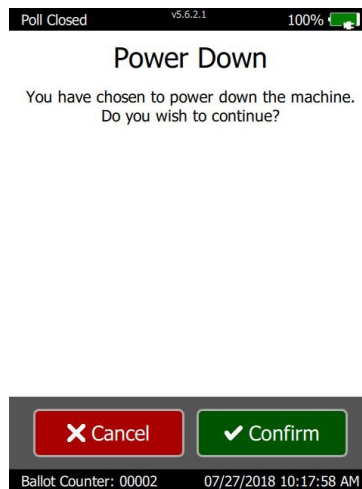 Poll Closed v5.6.2.1 100%
Power Down
You have chosen to power down the machine.
Do you wish to continue?
Cancel Confirm
Ballot Counter: 00002 07/27/2018 10:17:58 AM